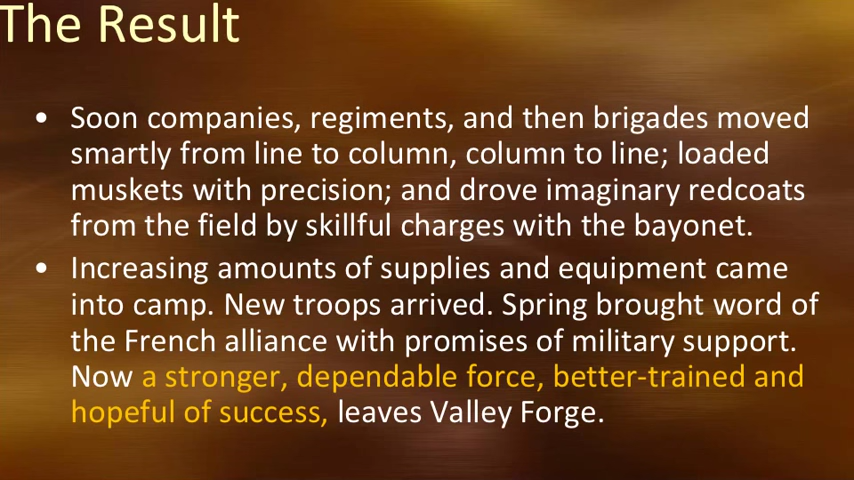 The Result
• Soon companies, regiments, and then brigades moved
smartly from line to column, column to line; loaded
muskets with precision; and drove imaginary redcoats
from the field by skillful charges with the bayonet.
• Increasing amounts of supplies and equipment came
into camp. New troops arrived. Spring brought word of
the French alliance with promises of military support.
Now a stronger, dependable force, better-trained and
hopeful of success, leaves Valley Forge.